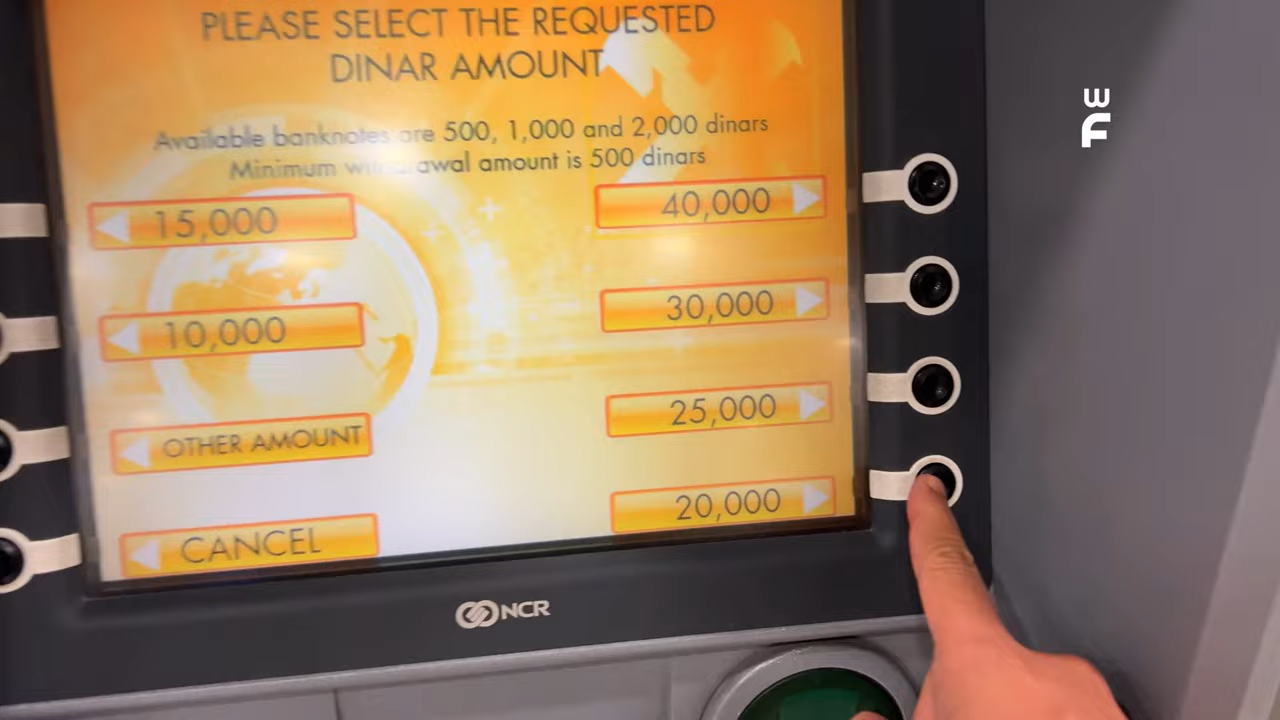 PLEASE SELECT THE REQUESTED
DINAR AMOUNT
Available banknotes are 500, 1,000 and 2,000 dinars
Minimum withdrawal amount is 500 dinars
15,000
40,000
10,000
30,000
OTHER AMOUNT
25,000
CANCEL
20,000
NCR
W
F